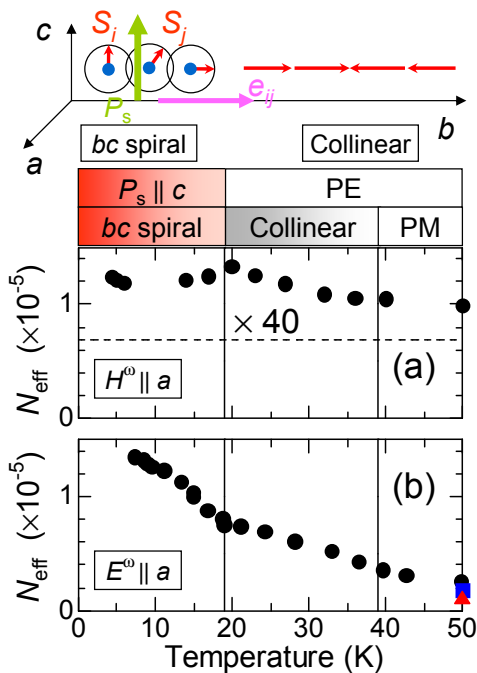 c
S_i
S_j
P_s
e_ij
a
b
bc spiral
Collinear
P_s ∥ c
PE
bc spiral
Collinear
PM
N_eff (×10^-5)
1
0
× 40
H^ω ∥ a
(a)
N_eff (×10^-5)
1
0
E^ω ∥ a
(b)
0 10 20 30 40 50
Temperature (K)